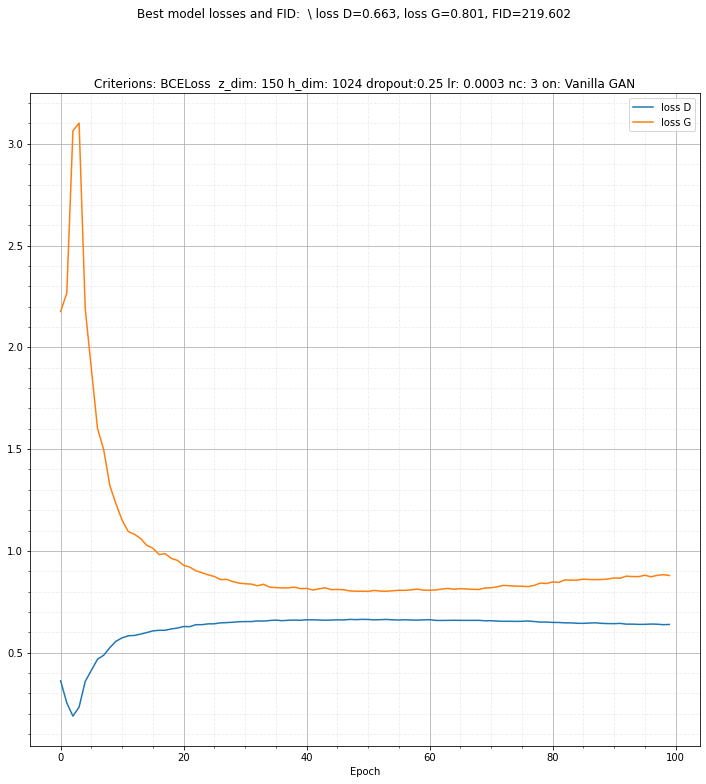 Best model losses and FID:  \ loss D=0.663, loss G=0.801, FID=219.602
Criterions: BCELoss  z_dim: 150 h_dim: 1024 dropout:0.25 lr: 0.0003 nc: 3 on: Vanilla GAN
loss D
loss G
3.0
2.5
2.0
1.5
1.0
0.5
0 20 40 60 80 100
Epoch